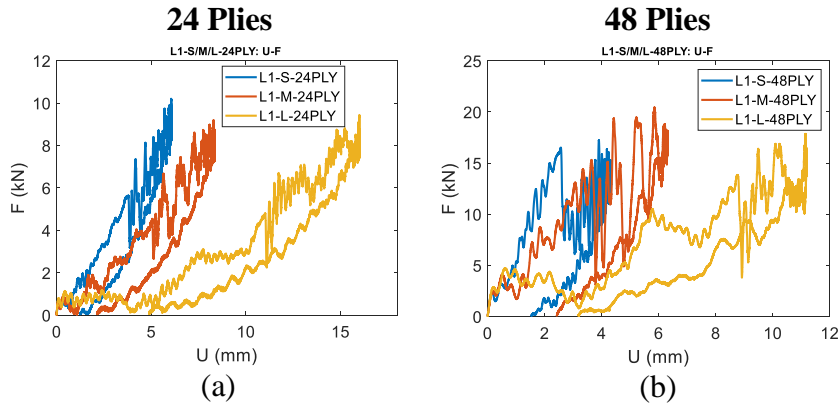 24 Plies
48 Plies
L1-S/M/L-24PLY: U-F
L1-S/M/L-48PLY: U-F
12
10
8
6
4
2
0
F (kN)
L1-S-24PLY
L1-M-24PLY
L1-L-24PLY
0 5 10 15
U (mm)
(a)
25
20
15
10
5
0
F (kN)
L1-S-48PLY
L1-M-48PLY
L1-L-48PLY
0 2 4 6 8 10 12
U (mm)
(b)